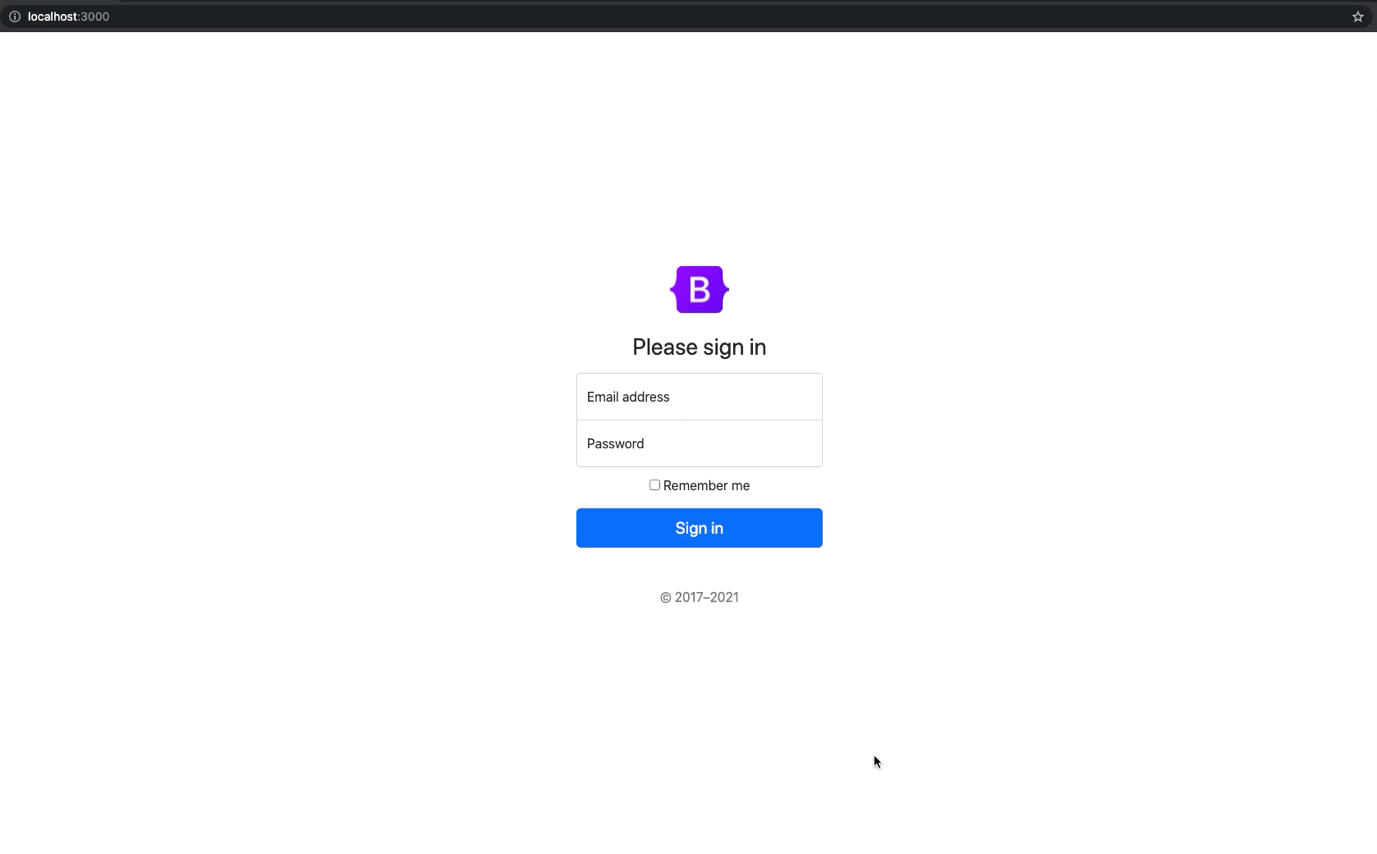 localhost:3000
B
Please sign in
Email address
Password
Remember me
Sign in
© 2017–2021